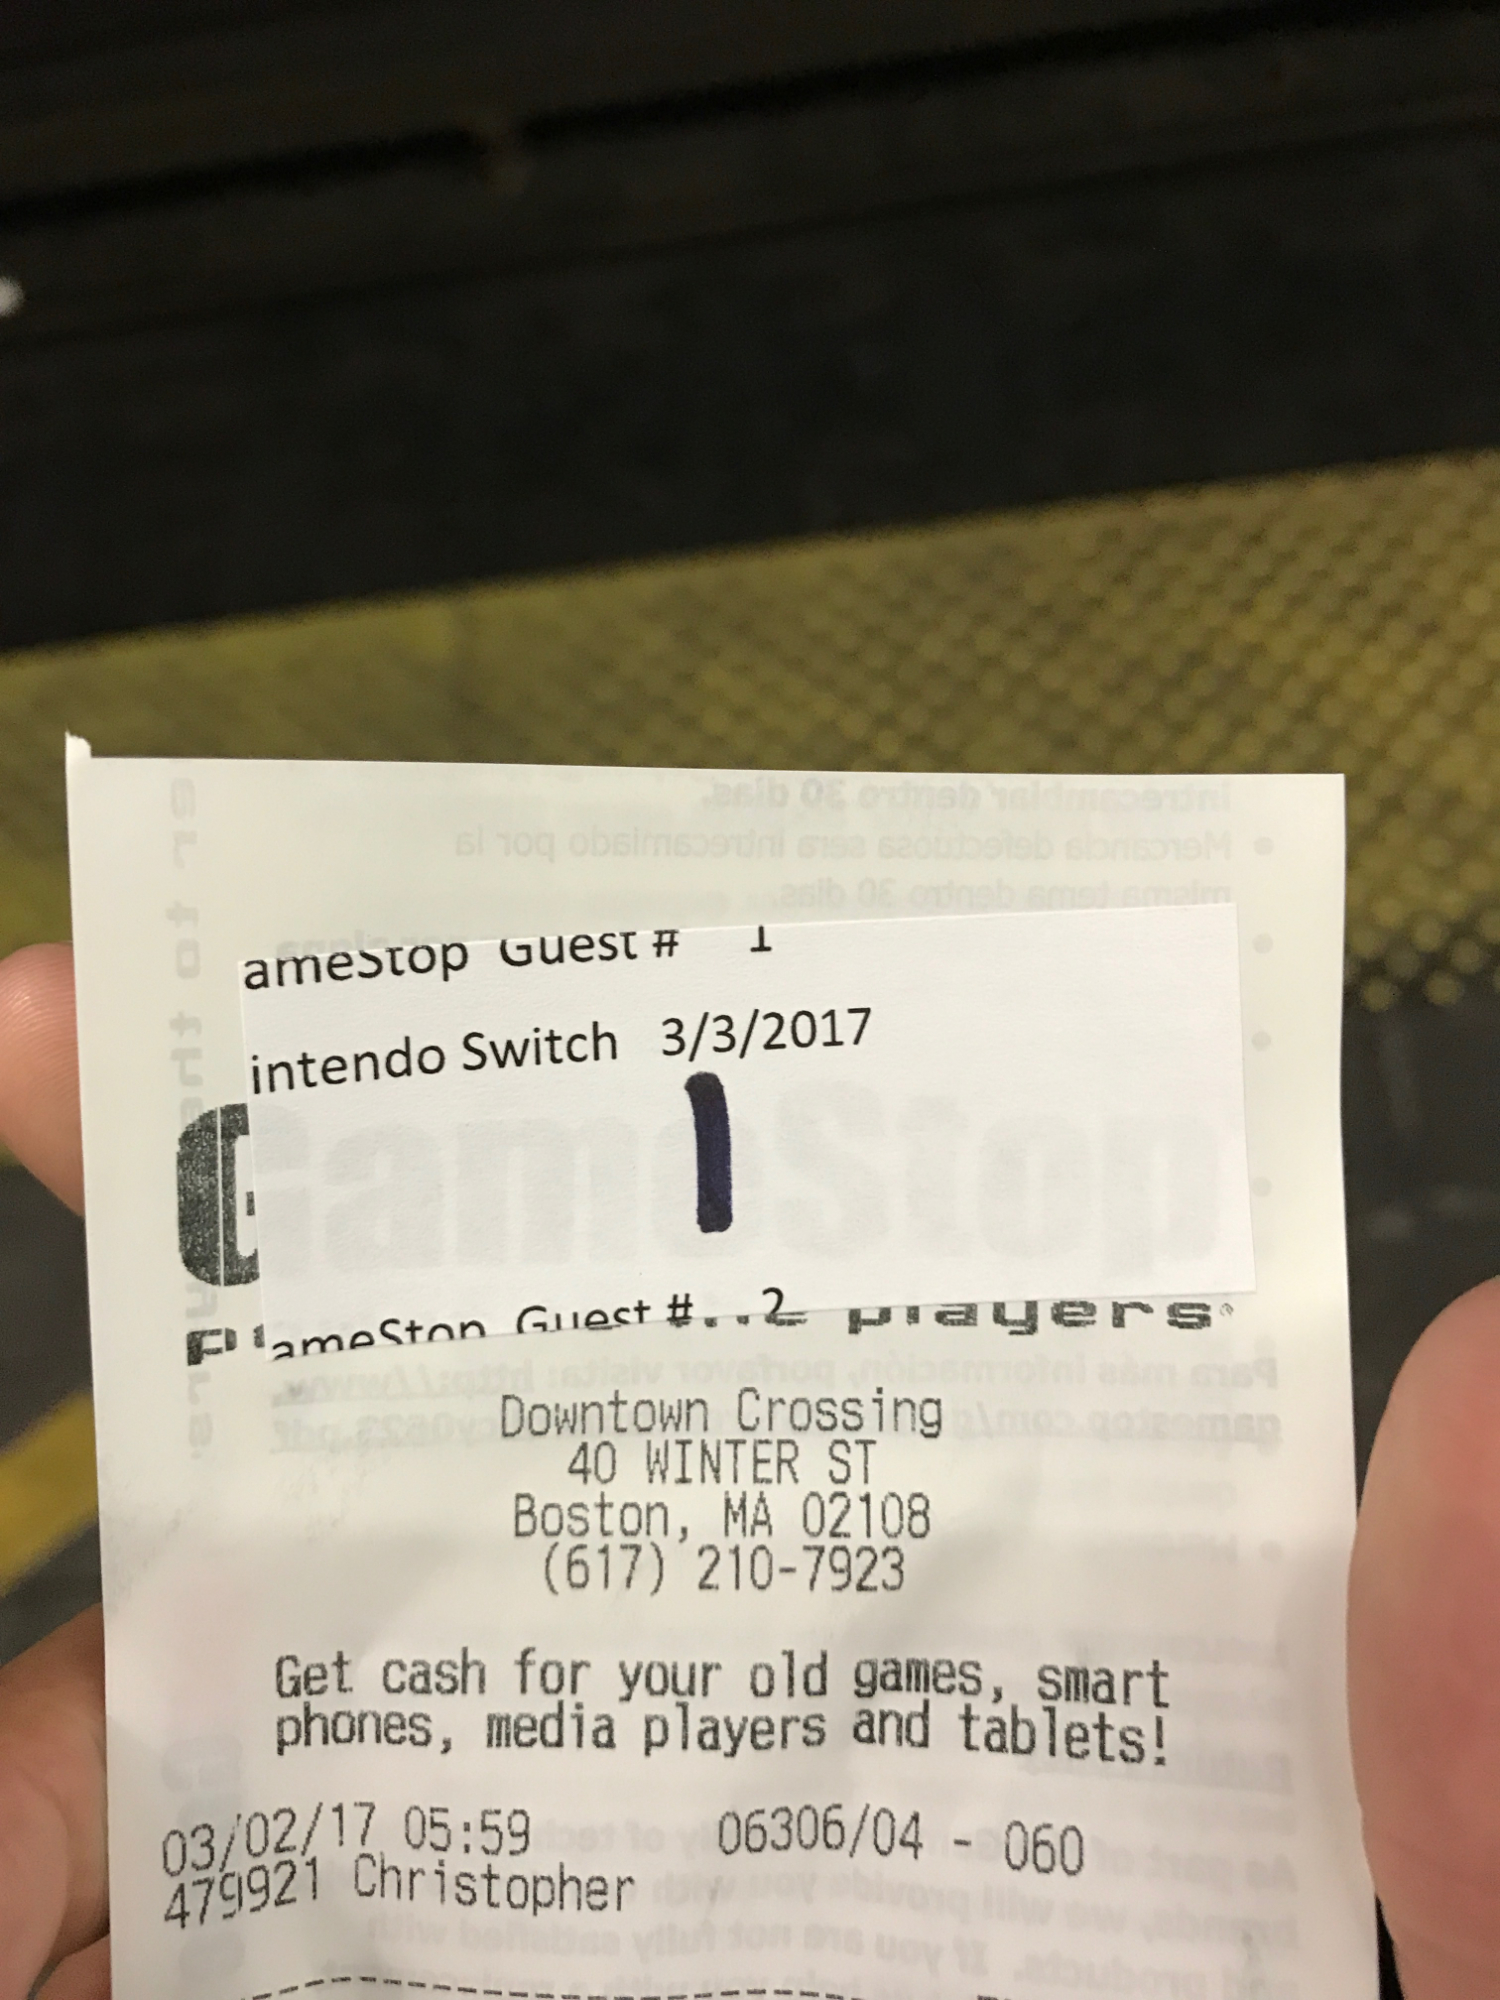 ameStop Guest # 1
intendo Switch 3/3/2017
1
GameStop
ameStop Guest # 2
players
Downtown Crossing
40 WINTER ST
Boston, MA 02108
(617) 210-7923
Get cash for your old games, smart
phones, media players and tablets!
03/02/17 05:59 06306/04 - 060
479921 Christopher